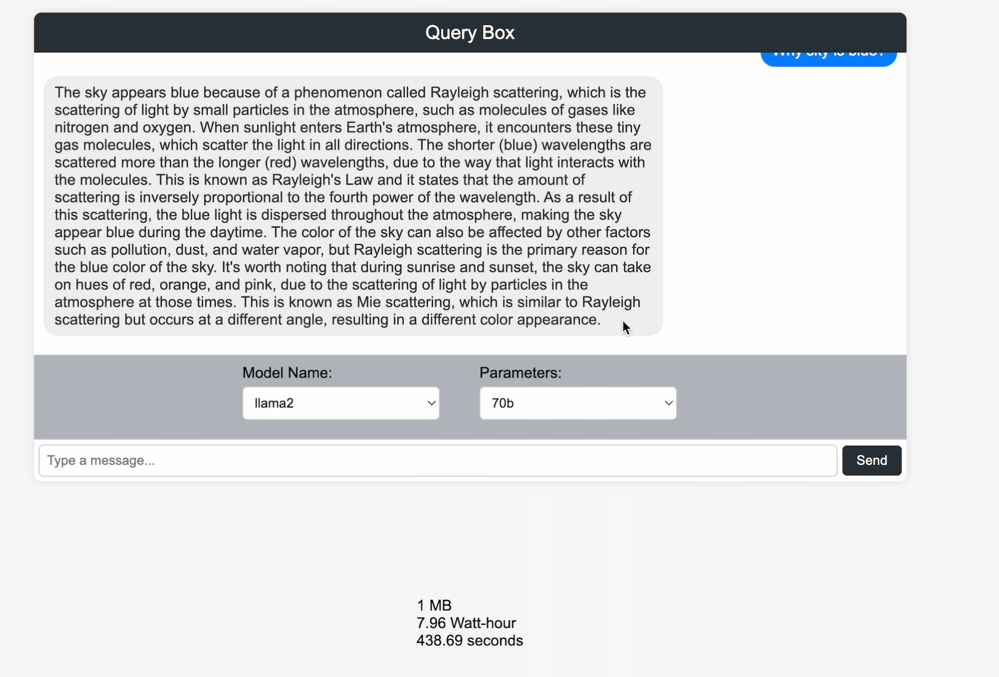 Query Box
Why sky is blue?
The sky appears blue because of a phenomenon called Rayleigh scattering, which is the
scattering of light by small particles in the atmosphere, such as molecules of gases like
nitrogen and oxygen. When sunlight enters Earth's atmosphere, it encounters these tiny
gas molecules, which scatter the light in all directions. The shorter (blue) wavelengths are
scattered more than the longer (red) wavelengths, due to the way that light interacts with
the molecules. This is known as Rayleigh's Law and it states that the amount of
scattering is inversely proportional to the fourth power of the wavelength. As a result of
this scattering, the blue light is dispersed throughout the atmosphere, making the sky
appear blue during the daytime. The color of the sky can also be affected by other factors
such as pollution, dust, and water vapor, but Rayleigh scattering is the primary reason for
the blue color of the sky. It's worth noting that during sunrise and sunset, the sky can take
on hues of red, orange, and pink, due to the scattering of light by particles in the
atmosphere at those times. This is known as Mie scattering, which is similar to Rayleigh
scattering but occurs at a different angle, resulting in a different color appearance.
Model Name: Parameters:
llama2 70b
Type a message... Send
1 MB
7.96 Watt-hour
438.69 seconds